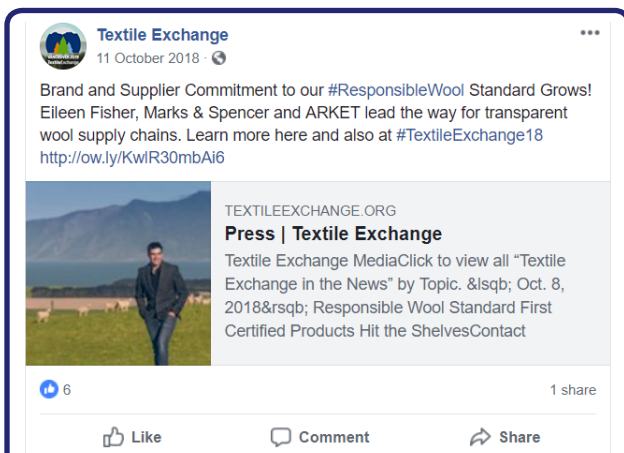 Textile Exchange
11 October 2018 ·
Brand and Supplier Commitment to our #ResponsibleWool Standard Grows!
Eileen Fisher, Marks & Spencer and ARKET lead the way for transparent
wool supply chains. Learn more here and also at #TextileExchange18
http://ow.ly/KwlR30mbAi6
TEXTILEEXCHANGE.ORG
Press | Textile Exchange
Textile Exchange MediaClick to view all “Textile
Exchange in the News” by Topic. &lsqb; Oct. 8,
2018&rsqb; Responsible Wool Standard First
Certified Products Hit the ShelvesContact
6
1 share
Like
Comment
Share